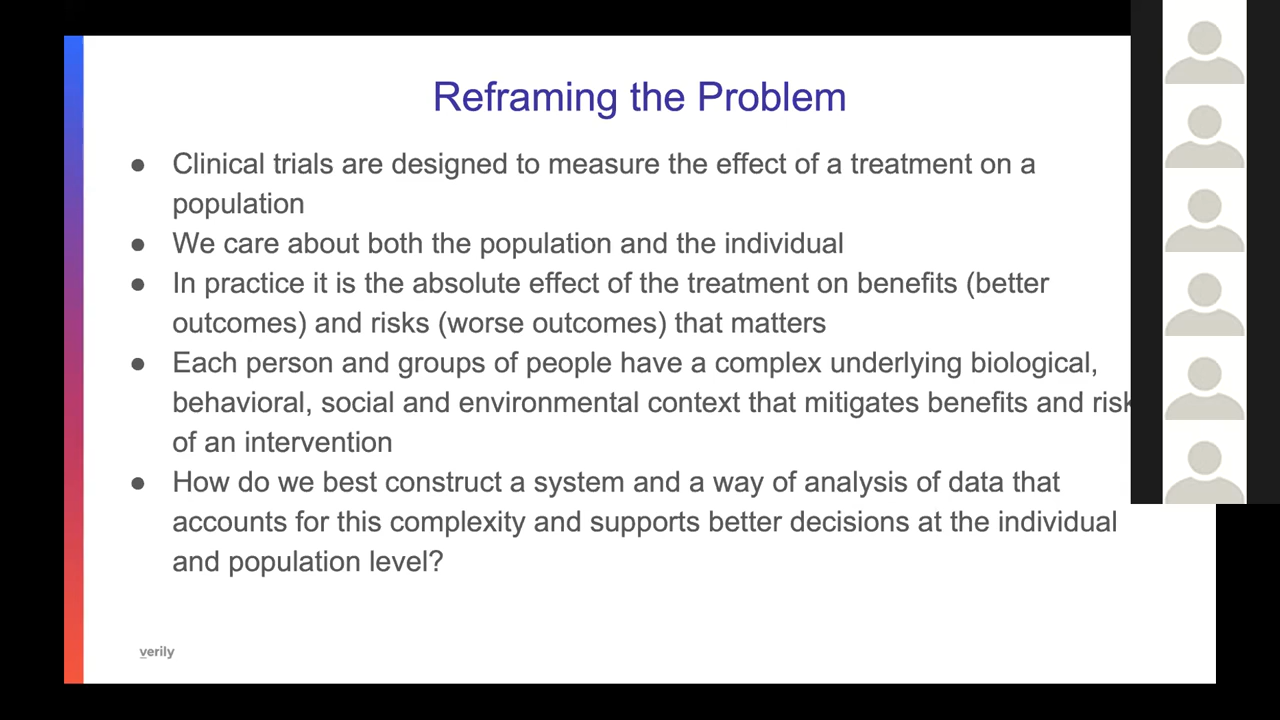 Reframing the Problem
● Clinical trials are designed to measure the effect of a treatment on a
population
● We care about both the population and the individual
● In practice it is the absolute effect of the treatment on benefits (better
outcomes) and risks (worse outcomes) that matters
● Each person and groups of people have a complex underlying biological,
behavioral, social and environmental context that mitigates benefits and risk
of an intervention
● How do we best construct a system and a way of analysis of data that
accounts for this complexity and supports better decisions at the individual
and population level?
verily